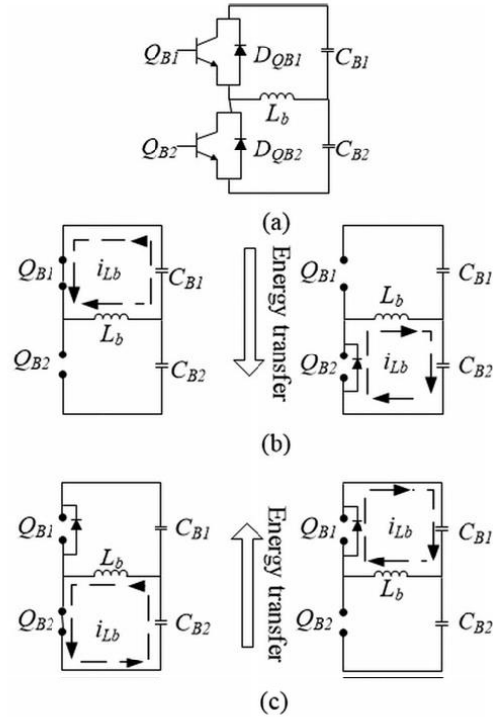 Q_B1 D_QB1 C_B1
L_b
Q_B2 D_QB2 C_B2
(a)
Q_B1 i_Lb C_B1
L_b
Q_B2 C_B2
Energy transfer
Q_B1 C_B1
L_b
Q_B2 i_Lb C_B2
(b)
Q_B1 C_B1
L_b
Q_B2 i_Lb C_B2
Energy transfer
Q_B1 i_Lb C_B1
L_b
Q_B2 C_B2
(c)